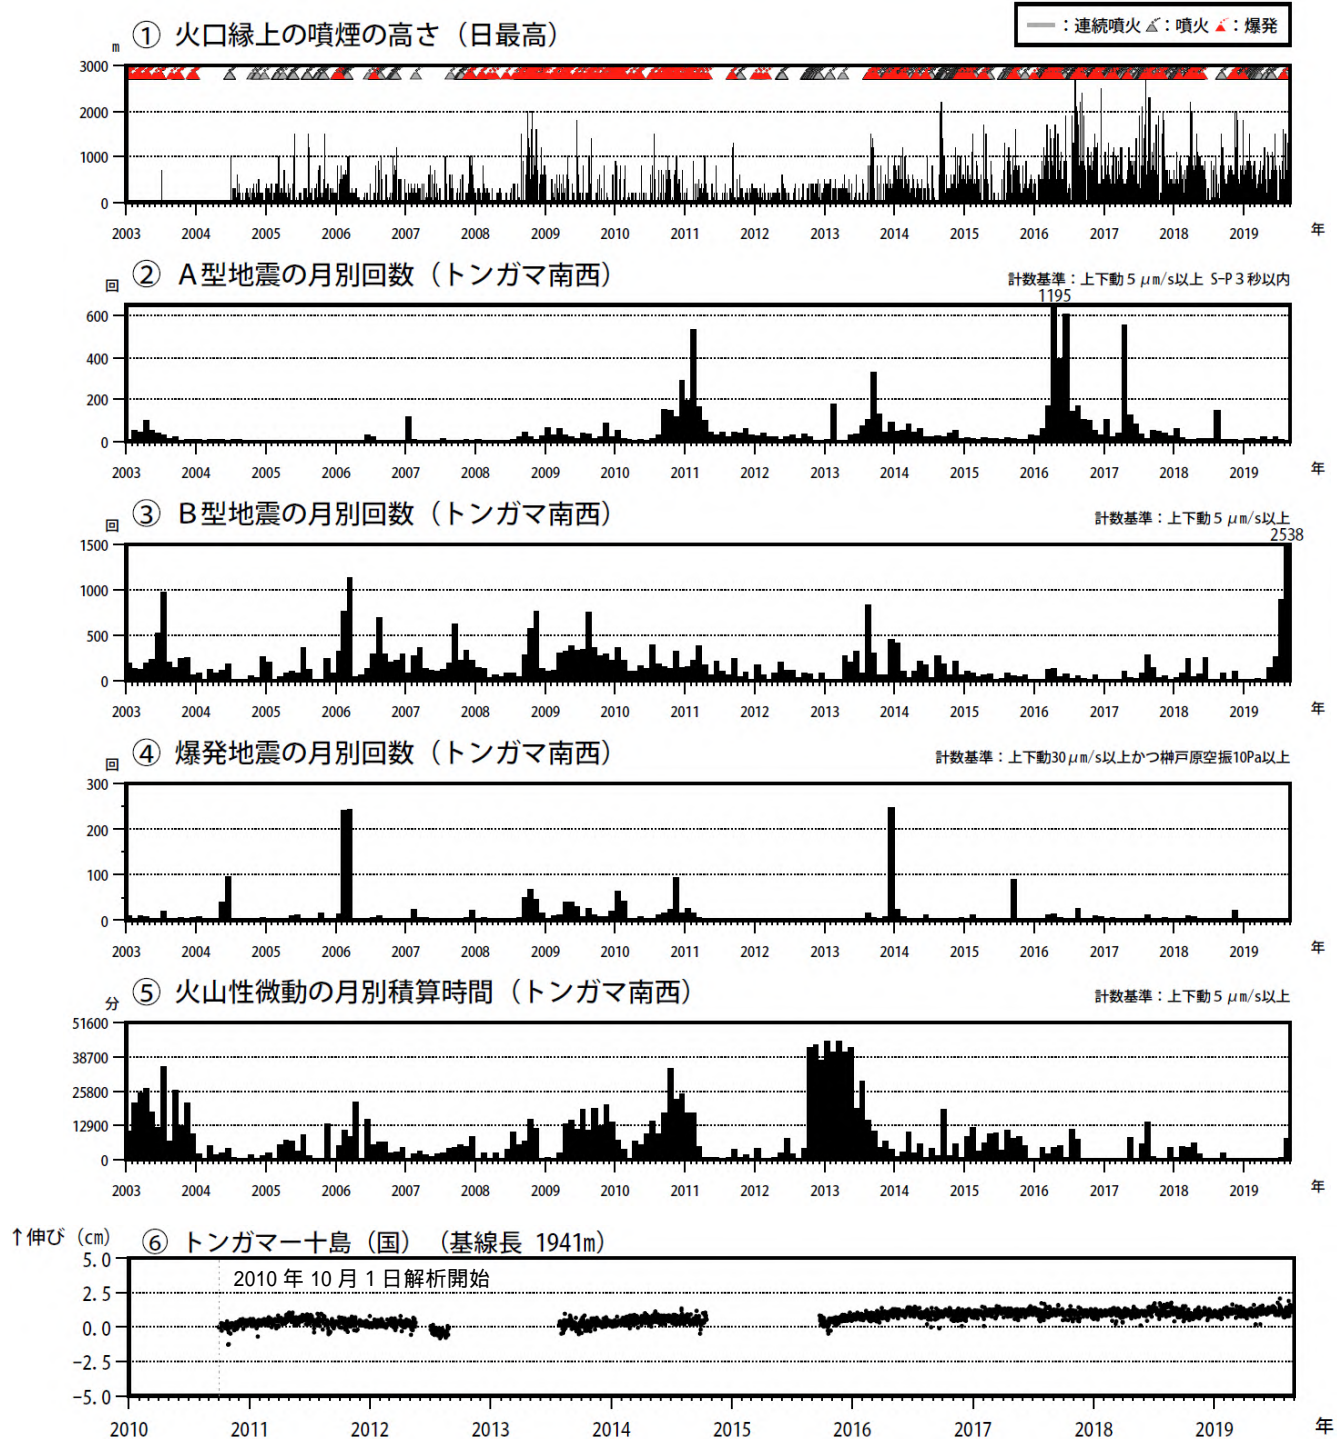 ━：連続噴火 ▲：噴火 ▲：爆発
① 火口縁上の噴煙の高さ（日最高）
m
3000
2000
1000
0
2003 2004 2005 2006 2007 2008 2009 2010 2011 2012 2013 2014 2015 2016 2017 2018 2019 年
② A型地震の月別回数（トンガマ南西）
計数基準：上下動５μm/s以上 S-P３秒以内
回
1195
600
400
200
0
2003 2004 2005 2006 2007 2008 2009 2010 2011 2012 2013 2014 2015 2016 2017 2018 2019 年
③ B型地震の月別回数（トンガマ南西）
計数基準：上下動５μm/s以上
回
2538
1500
1000
500
0
2003 2004 2005 2006 2007 2008 2009 2010 2011 2012 2013 2014 2015 2016 2017 2018 2019 年
④ 爆発地震の月別回数（トンガマ南西）
計数基準：上下動30μm/s以上かつ榊戸原空振10Pa以上
回
300
200
100
0
2003 2004 2005 2006 2007 2008 2009 2010 2011 2012 2013 2014 2015 2016 2017 2018 2019 年
⑤ 火山性微動の月別積算時間（トンガマ南西）
計数基準：上下動５μm/s以上
分
51600
38700
25800
12900
0
2003 2004 2005 2006 2007 2008 2009 2010 2011 2012 2013 2014 2015 2016 2017 2018 2019 年
↑伸び（cm） ⑥ トンガマー十島（国）（基線長 1941m）
5.0
2010 年 10 月 1 日解析開始
2.5
0.0
-2.5
-5.0
2010 2011 2012 2013 2014 2015 2016 2017 2018 2019 年